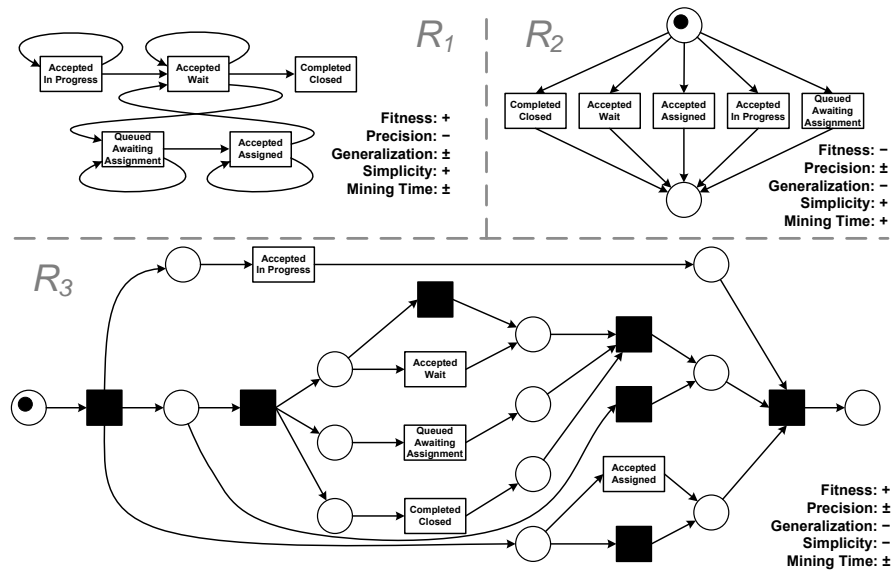 R1
Accepted
In Progress
Accepted
Wait
Completed
Closed
Queued
Awaiting
Assignment
Accepted
Assigned
Fitness: +
Precision: −
Generalization: ±
Simplicity: +
Mining Time: ±
R2
Completed
Closed
Accepted
Wait
Accepted
Assigned
Accepted
In Progress
Queued
Awaiting
Assignment
Fitness: −
Precision: ±
Generalization: −
Simplicity: +
Mining Time: +
R3
Accepted
In Progress
Accepted
Wait
Queued
Awaiting
Assignment
Completed
Closed
Accepted
Assigned
Fitness: +
Precision: ±
Generalization: −
Simplicity: −
Mining Time: ±